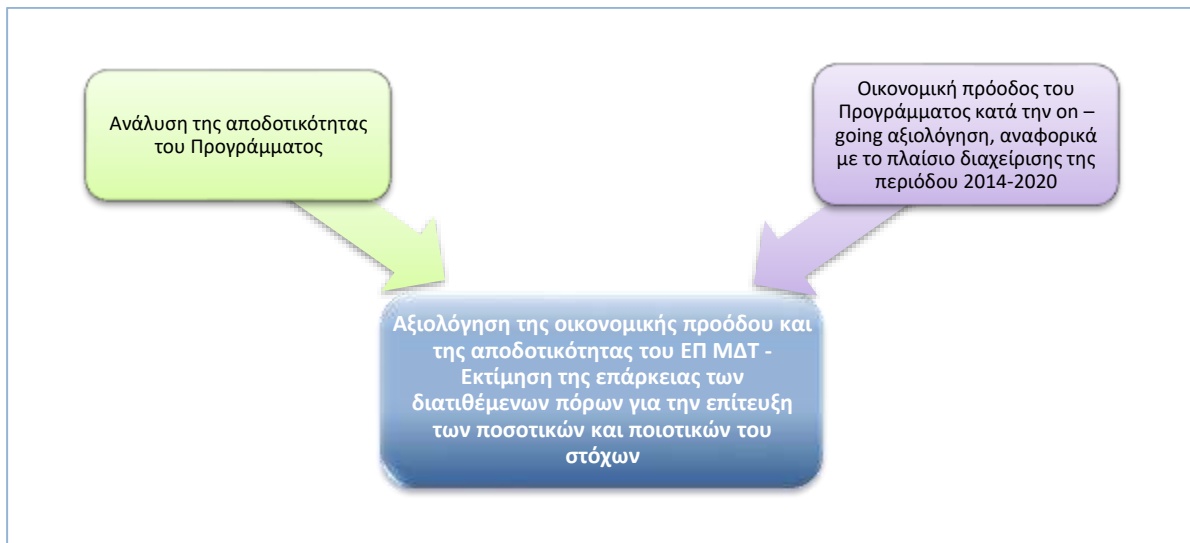 Ανάλυση της αποδοτικότητας
του Προγράμματος
Οικονομική πρόοδος του
Προγράμματος κατά την on –
going αξιολόγηση, αναφορικά
με το πλαίσιο διαχείρισης της
περιόδου 2014-2020
Αξιολόγηση της οικονομικής προόδου και
της αποδοτικότητας του ΕΠ ΜΔΤ -
Εκτίμηση της επάρκειας των
διατιθέμενων πόρων για την επίτευξη
των ποσοτικών και ποιοτικών του
στόχων